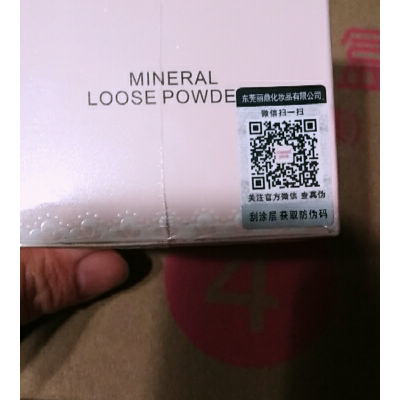 MINERAL
LOOSE POWDE
东莞丽鼎化妆品有限公司
微信扫一扫
关注官方微信 查真伪
刮涂层 获取防伪码
4